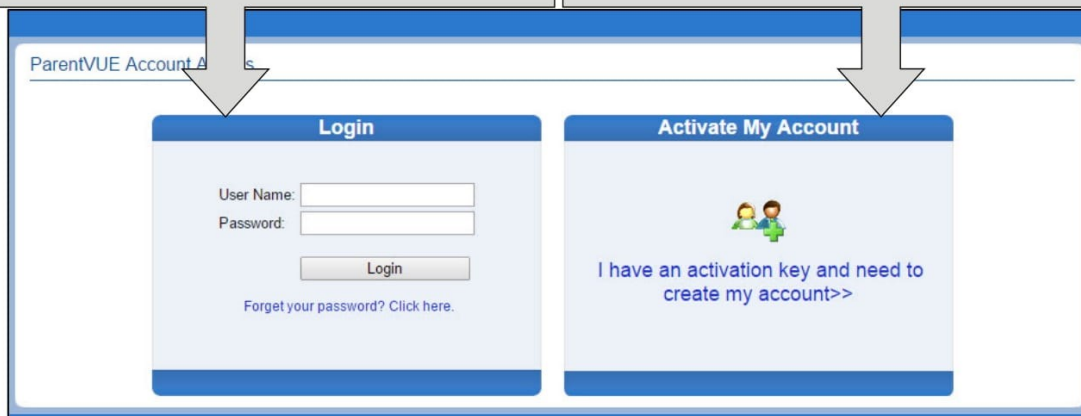 ParentVUE Account A s
Login
User Name:
Password:
Login
Forget your password? Click here.
Activate My Account
I have an activation key and need to
create my account>>